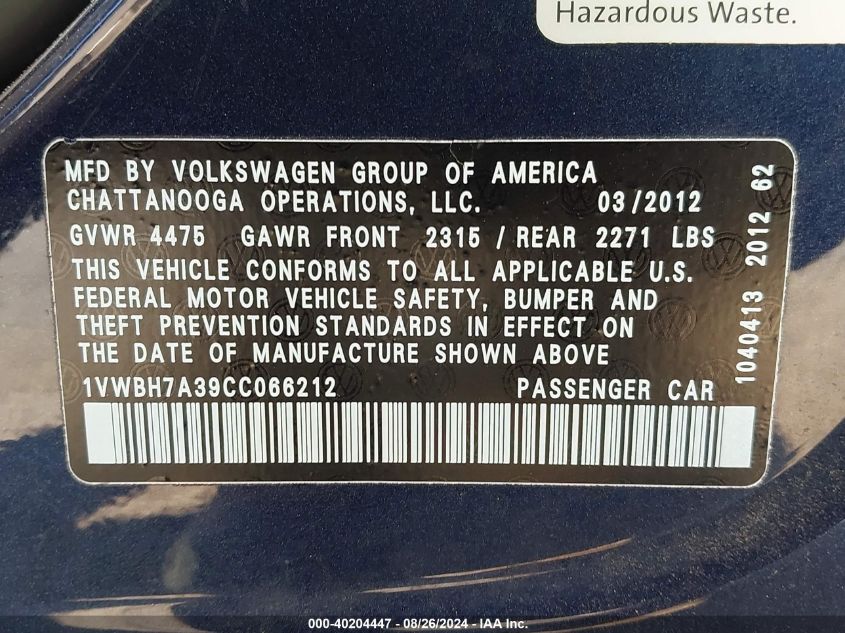 Hazardous Waste.
MFD BY VOLKSWAGEN GROUP OF AMERICA
CHATTANOOGA OPERATIONS, LLC. 03/2012
GVWR 4475 GAWR FRONT 2315 / REAR 2271 LBS
THIS VEHICLE CONFORMS TO ALL APPLICABLE U.S.
FEDERAL MOTOR VEHICLE SAFETY, BUMPER AND
THEFT PREVENTION STANDARDS IN EFFECT ON
THE DATE OF MANUFACTURE SHOWN ABOVE
1VWBH7A39CC066212 PASSENGER CAR
1040413 2012 62
000-40204447 - 08/26/2024 - IAA Inc.